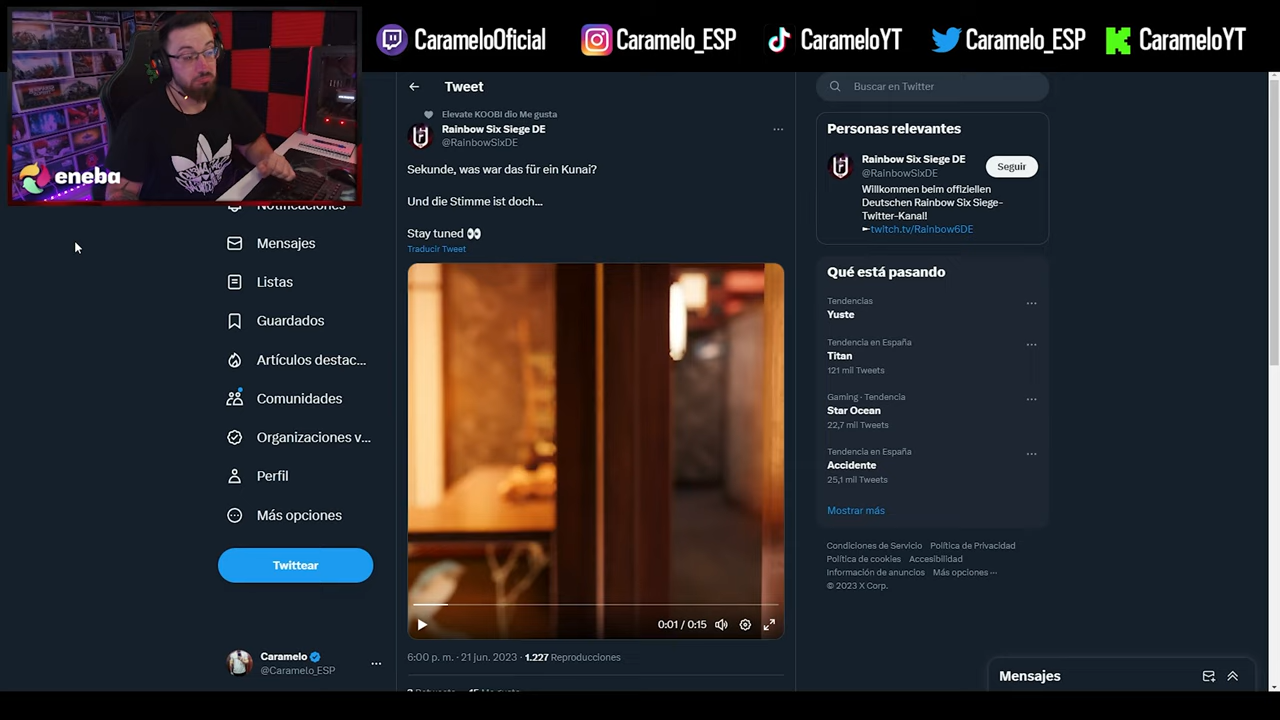 CarameloOficial
Caramelo_ESP
CarameloYT
Caramelo_ESP
CarameloYT
eneba
Notificaciones
Mensajes
Listas
Guardados
Artículos destac...
Comunidades
Organizaciones v...
Perfil
Más opciones
Twittear
Caramelo
@Caramelo_ESP
Tweet
Elevate KOOBI dio Me gusta
Rainbow Six Siege DE
@RainbowSixDE
Sekunde, was war das für ein Kunai?
Und die Stimme ist doch...
Stay tuned 👀
Traducir Tweet
0:01 / 0:15
6:00 p. m. · 21 jun. 2023 · 1.227 Reproducciones
Buscar en Twitter
Personas relevantes
Rainbow Six Siege DE
@RainbowSixDE
Seguir
Willkommen beim offiziellen
Deutschen Rainbow Six Siege-
Twitter-Kanal!
►twitch.tv/Rainbow6DE
Qué está pasando
Tendencias
Yuste
Tendencia en España
Titan
121 mil Tweets
Gaming · Tendencia
Star Ocean
22,7 mil Tweets
Tendencia en España
Accidente
25,1 mil Tweets
Mostrar más
Condiciones de Servicio Política de Privacidad
Política de cookies Accesibilidad
Información de anuncios Más opciones ···
© 2023 X Corp.
Mensajes